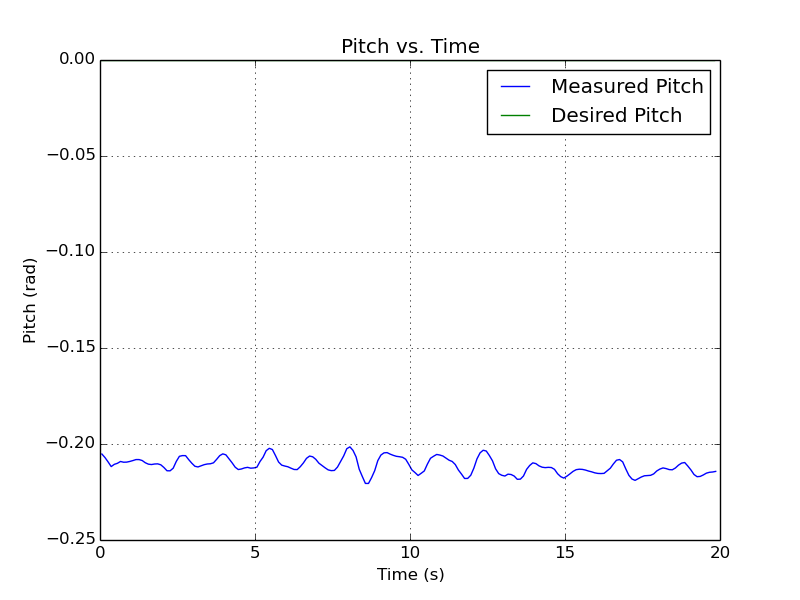 Pitch vs. Time
0.00
Measured Pitch
Desired Pitch
−0.05
−0.10
−0.15
−0.20
−0.25
Pitch (rad)
0 5 10 15 20
Time (s)